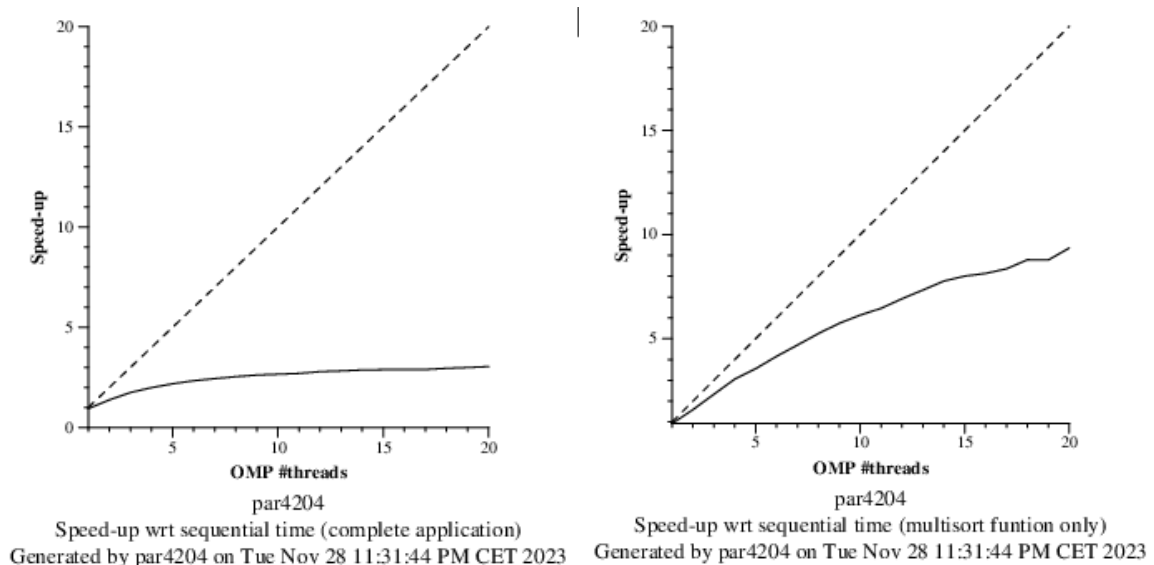 20
15
10
5
0
Speed-up
5
10
15
20
OMP #threads
par4204
Speed-up wrt sequential time (complete application)
Generated by par4204 on Tue Nov 28 11:31:44 PM CET 2023
20
15
10
5
Speed-up
5
10
15
20
OMP #threads
par4204
Speed-up wrt sequential time (multisort funtion only)
Generated by par4204 on Tue Nov 28 11:31:44 PM CET 2023